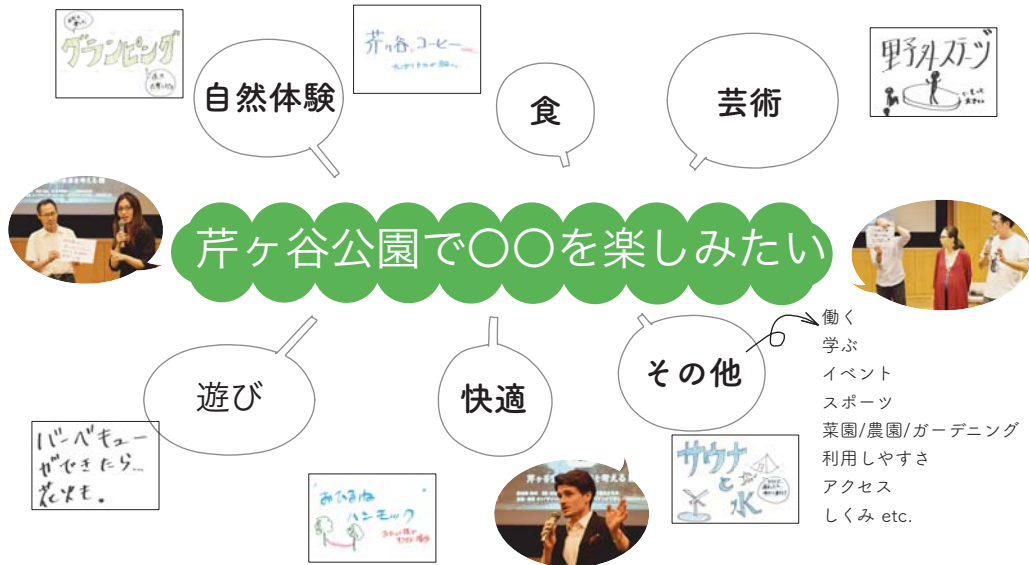 グランピング
芹ヶ谷コーヒー
野外ステージ
自然体験
食
芸術
芹ヶ谷公園で〇〇を楽しみたい
遊び
快適
その他
働く
学ぶ
イベント
スポーツ
菜園/農園/ガーデニング
利用しやすさ
アクセス
しくみ etc.
バーベキュー
ができたら...
花火も。
おひるね
ハンモック
サウナ
と
水